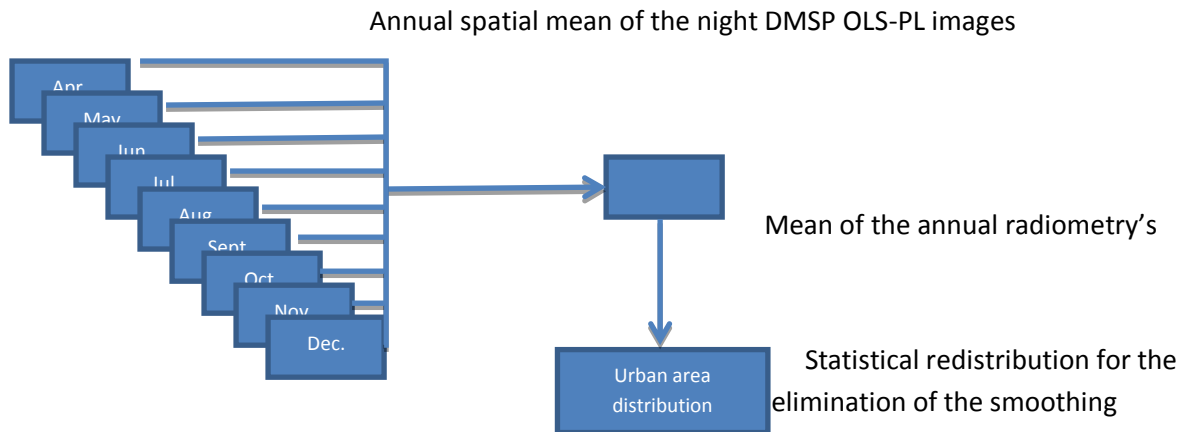 Annual spatial mean of the night DMSP OLS-PL images
Apr
May
Jun
Jul
Aug
Sept
Oct
Nov
Dec.
Mean of the annual radiometry’s
Urban area
distribution
Statistical redistribution for the
elimination of the smoothing